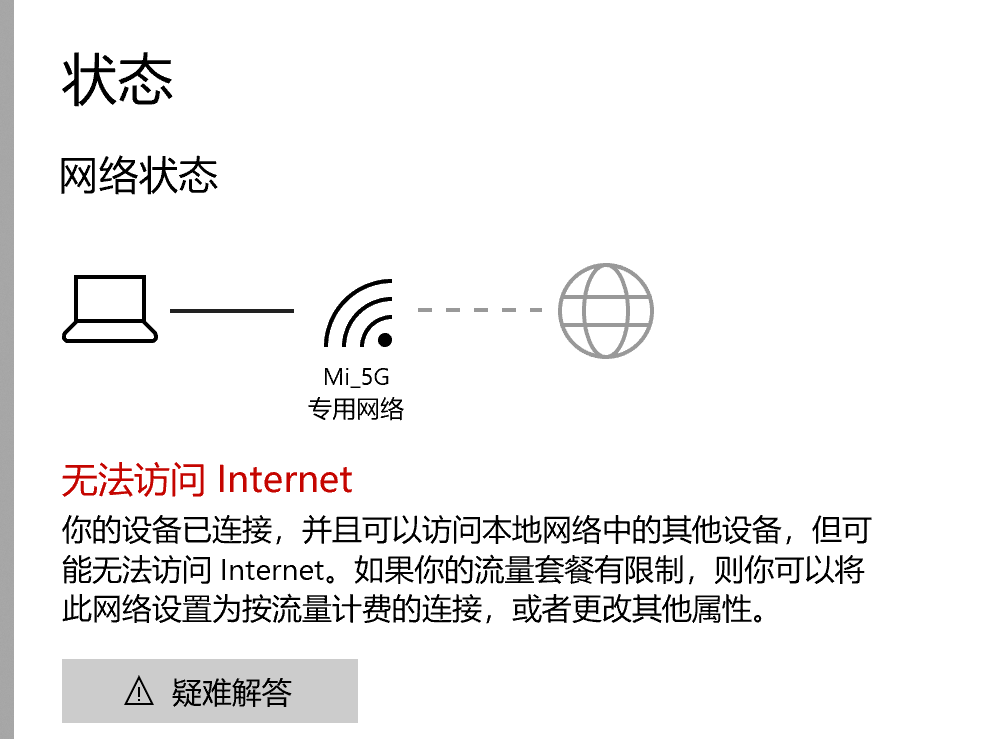 状态
网络状态
Mi_5G
专用网络
无法访问 Internet
你的设备已连接，并且可以访问本地网络中的其他设备，但可
能无法访问 Internet。如果你的流量套餐有限制，则你可以将
此网络设置为按流量计费的连接，或者更改其他属性。
疑难解答